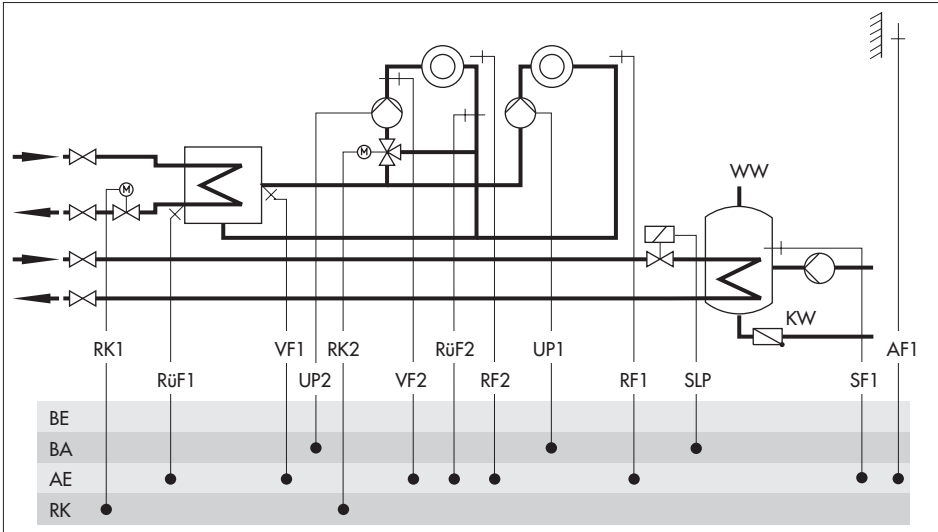 M
M
WW
KW
RK1 VF1 RK2 RüF2 UP1 AF1
RüF1 UP2 VF2 RF2 RF1 SLP SF1
BE
BA
AE
RK